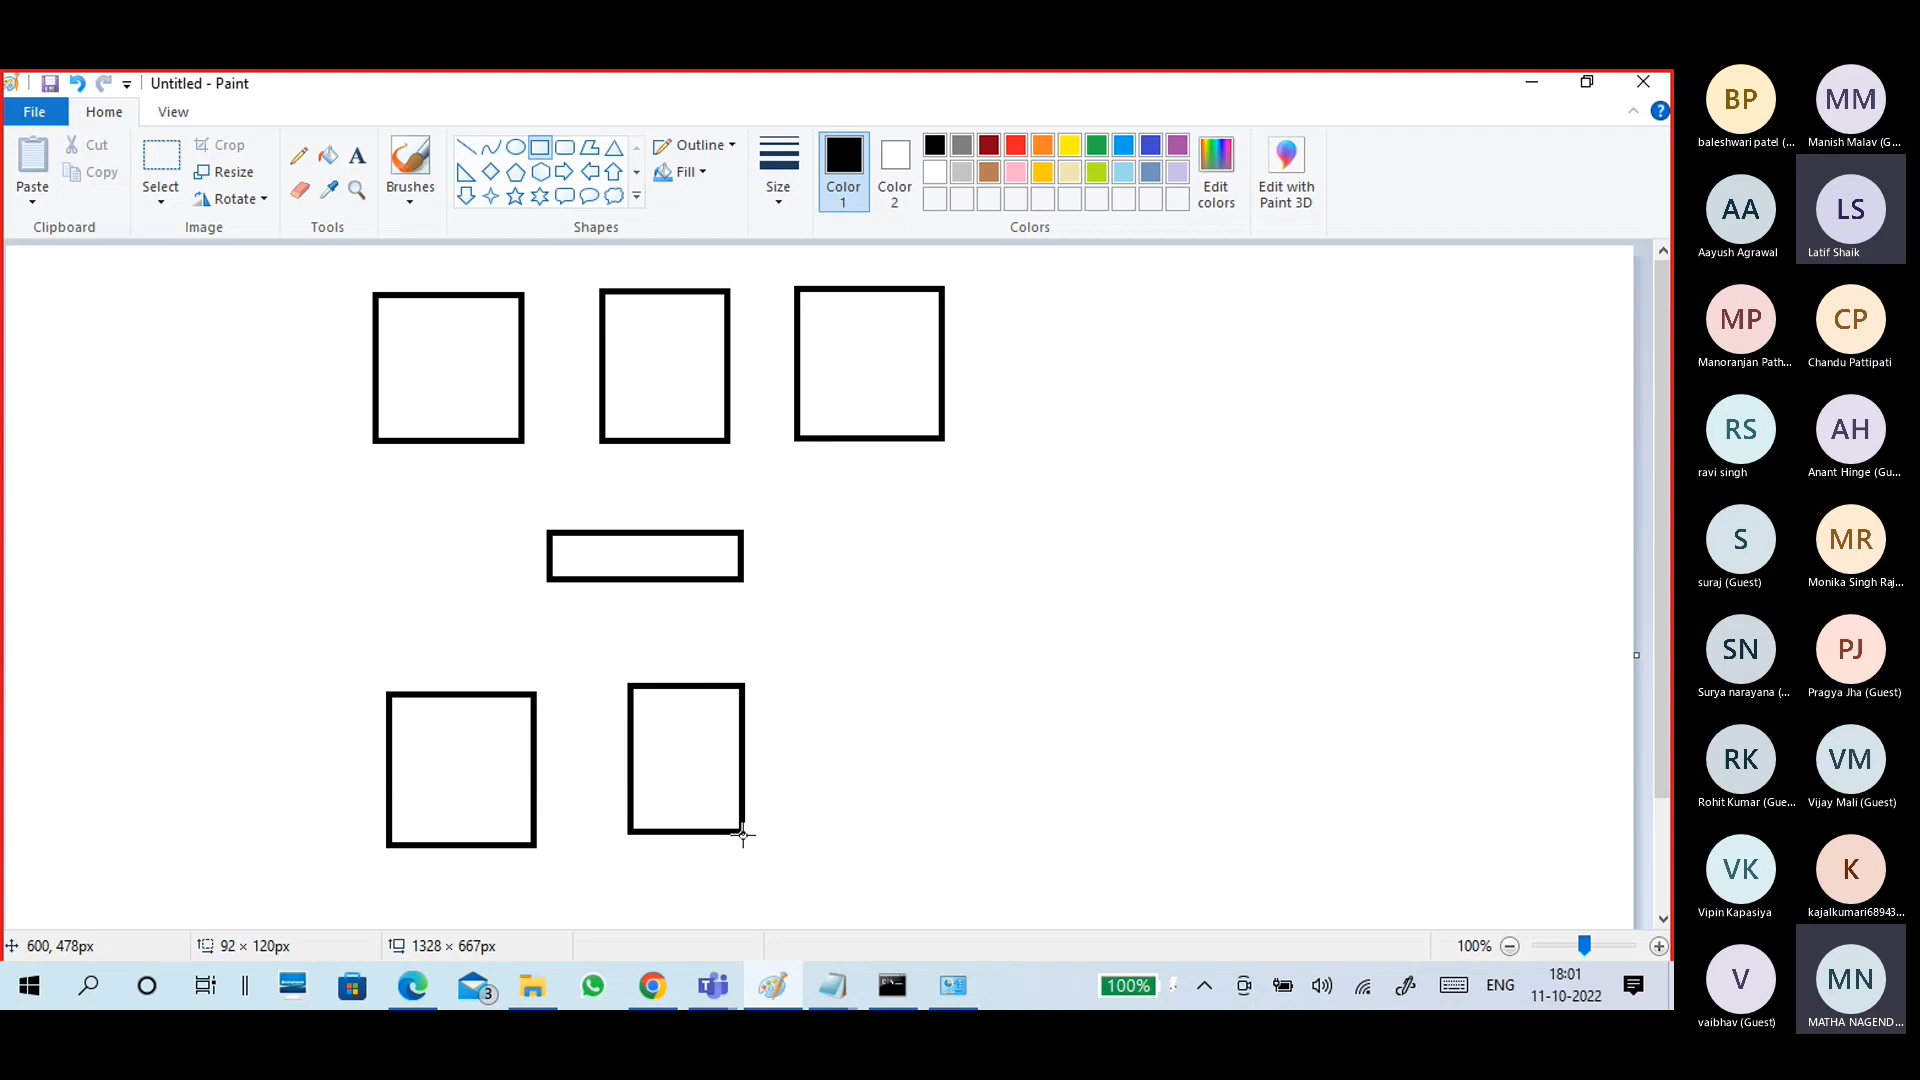 Untitled - Paint
File Home View
Paste
Cut
Copy
Clipboard
Select
Crop
Resize
Rotate
Image
A
Tools
Brushes
Shapes
Outline
Fill
Size
Color 1
Color 2
Edit colors
Edit with Paint 3D
Colors
600, 478px
92 × 120px
1328 × 667px
100%
3
100%
ENG
18:01
11-10-2022
BP
baleshwari patel (...
MM
Manish Malav (G...
AA
Aayush Agrawal
LS
Latif Shaik
MP
Manoranjan Path...
CP
Chandu Pattipati
RS
ravi singh
AH
Anant Hinge (Gu...
S
suraj (Guest)
MR
Monika Singh Raj...
SN
Surya narayana (...
PJ
Pragya Jha (Guest)
RK
Rohit Kumar (Gue...
VM
Vijay Mali (Guest)
VK
Vipin Kapasiya
K
kajalkumari68943...
V
vaibhav (Guest)
MN
MATHA NAGEND...